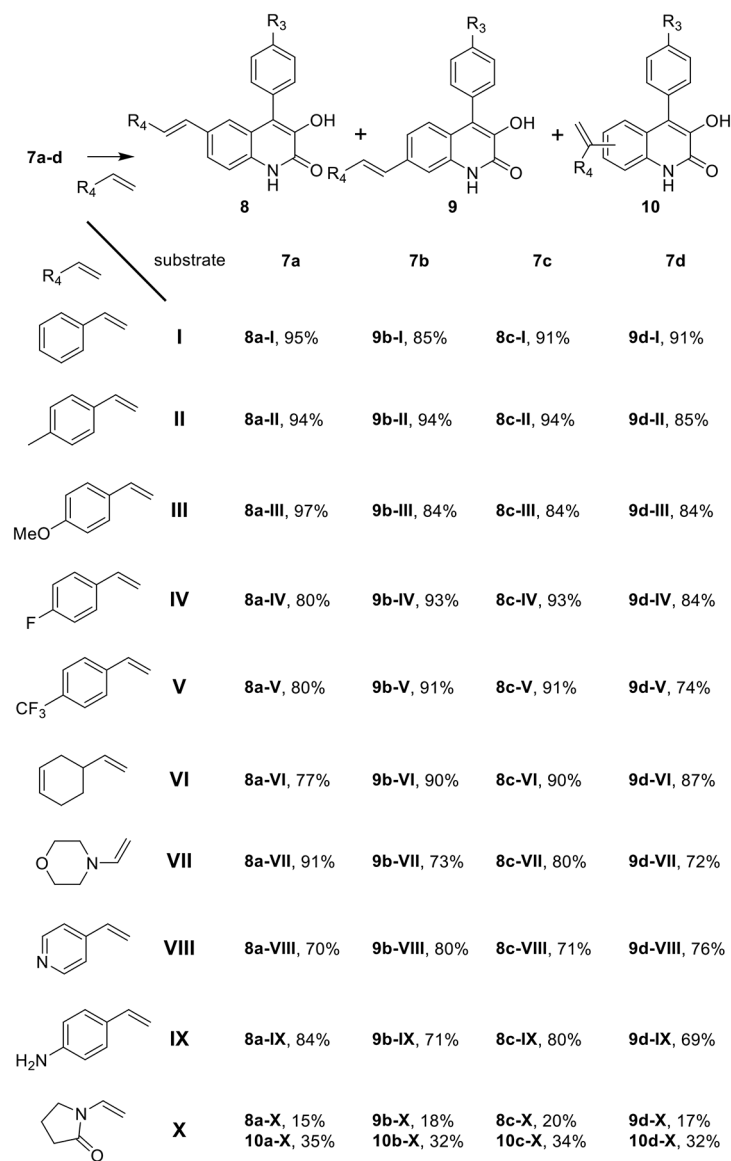 R3 R3 R3
R4 OH + R4 OH + R4 OH
7a-d
R4
N H O N H O N H O
8 9 10
R4
substrate 7a 7b 7c 7d
I 8a-I, 95% 9b-I, 85% 8c-I, 91% 9d-I, 91%
II 8a-II, 94% 9b-II, 94% 8c-II, 94% 9d-II, 85%
MeO III 8a-III, 97% 9b-III, 84% 8c-III, 84% 9d-III, 84%
F IV 8a-IV, 80% 9b-IV, 93% 8c-IV, 93% 9d-IV, 84%
CF3 V 8a-V, 80% 9b-V, 91% 8c-V, 91% 9d-V, 74%
VI 8a-VI, 77% 9b-VI, 90% 8c-VI, 90% 9d-VI, 87%
O N VII 8a-VII, 91% 9b-VII, 73% 8c-VII, 80% 9d-VII, 72%
N VIII 8a-VIII, 70% 9b-VIII, 80% 8c-VIII, 71% 9d-VIII, 76%
H2N IX 8a-IX, 84% 9b-IX, 71% 8c-IX, 80% 9d-IX, 69%
N O X 8a-X, 15% 9b-X, 18% 8c-X, 20% 9d-X, 17%
10a-X, 35% 10b-X, 32% 10c-X, 34% 10d-X, 32%